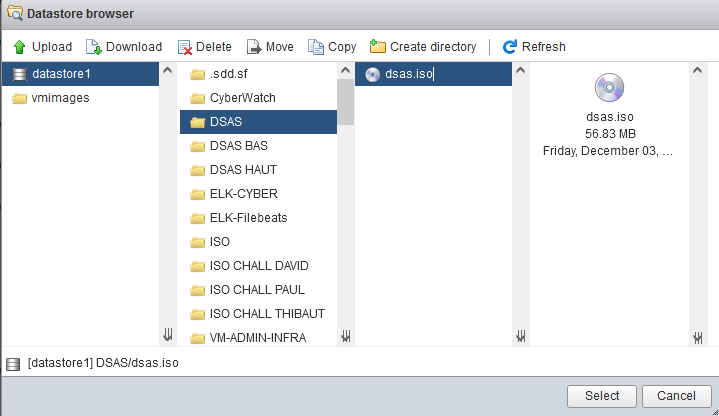 Datastore browser
Upload Download Delete Move Copy Create directory Refresh
datastore1
vmimages
.sdd.sf
CyberWatch
DSAS
DSAS BAS
DSAS HAUT
ELK-CYBER
ELK-Filebeats
ISO
ISO CHALL DAVID
ISO CHALL PAUL
ISO CHALL THIBAUT
VM-ADMIN-INFRA
dsas.iso
dsas.iso
56.83 MB
Friday, December 03, ...
[datastore1] DSAS/dsas.iso
Select Cancel